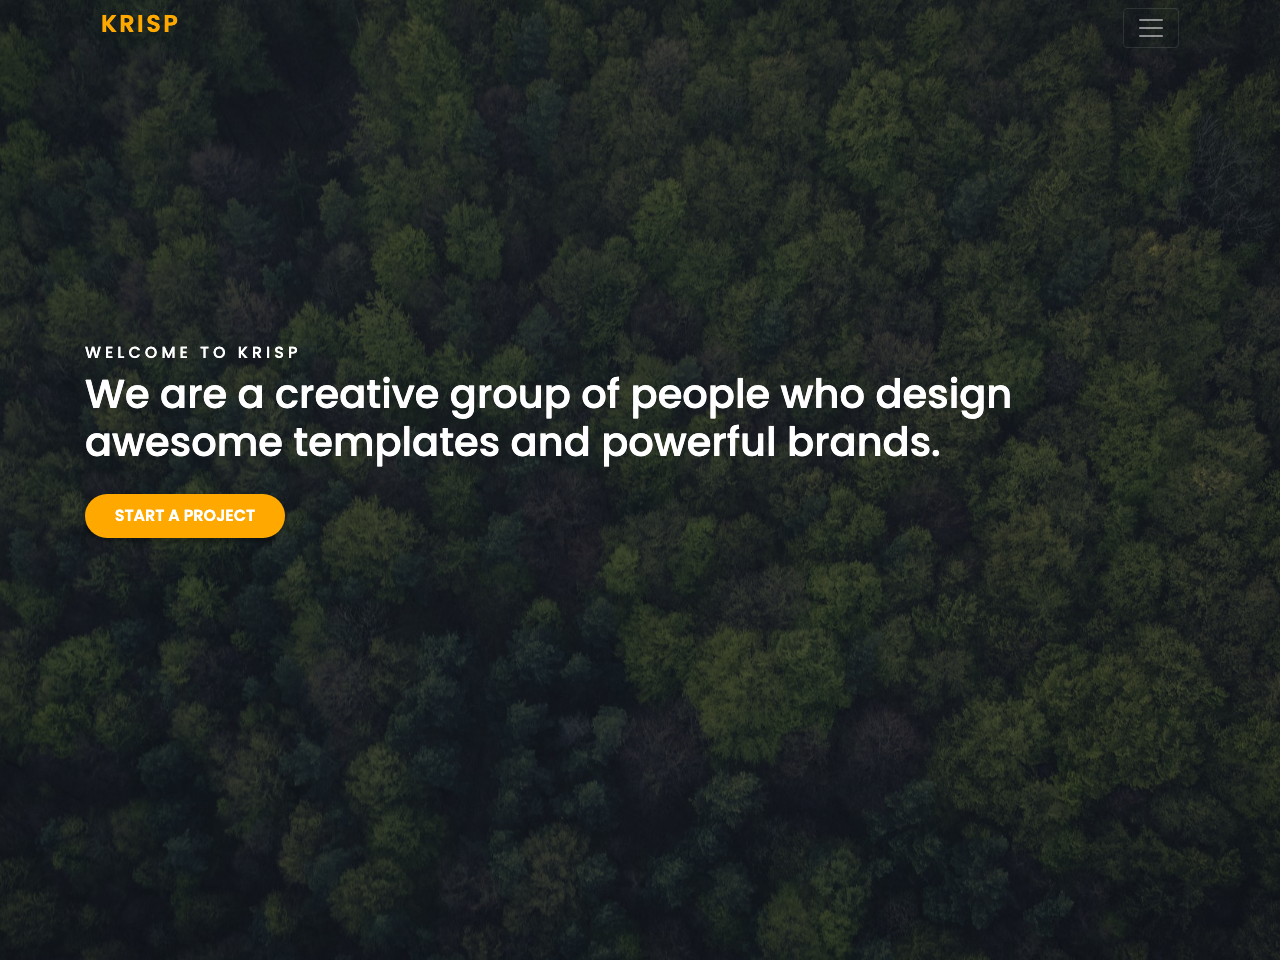 KRISP
WELCOME TO KRISP
We are a creative group of people who design
awesome templates and powerful brands.
START A PROJECT